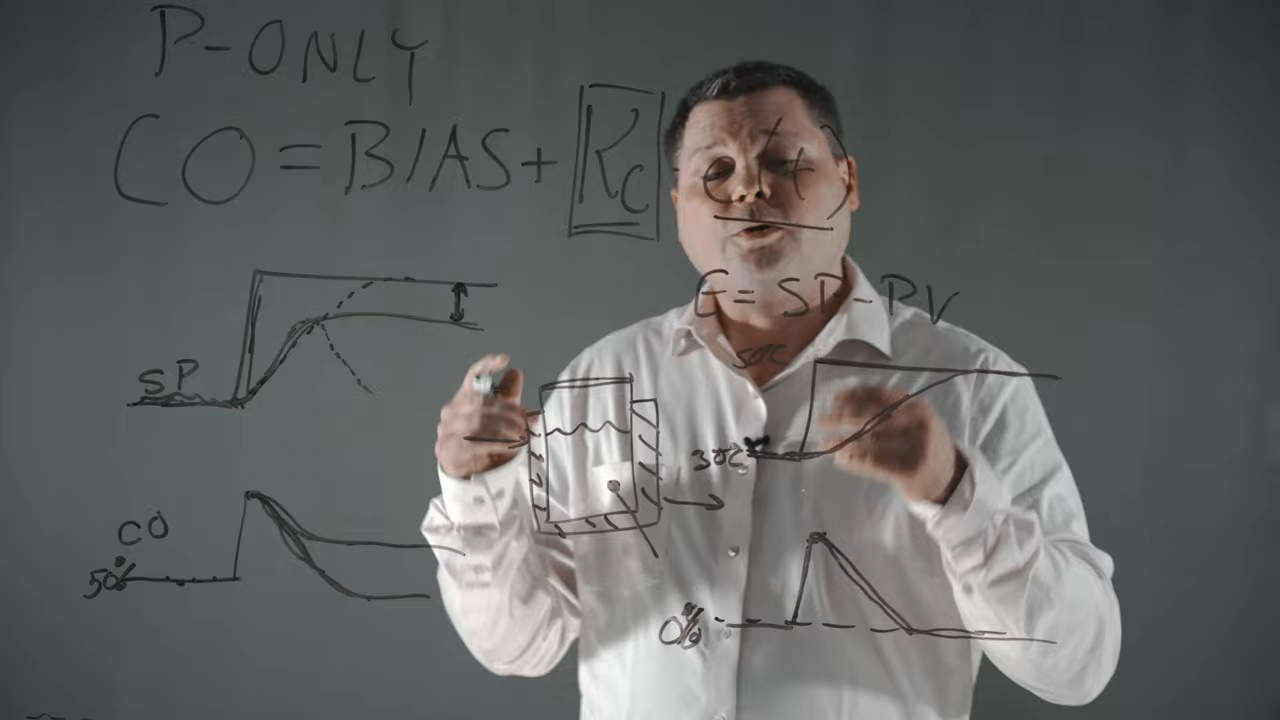 P-ONLY
CO = BIAS + Kc · e(t)
E = SP - PV
SP
50°C
30°C
CO
50%
0%